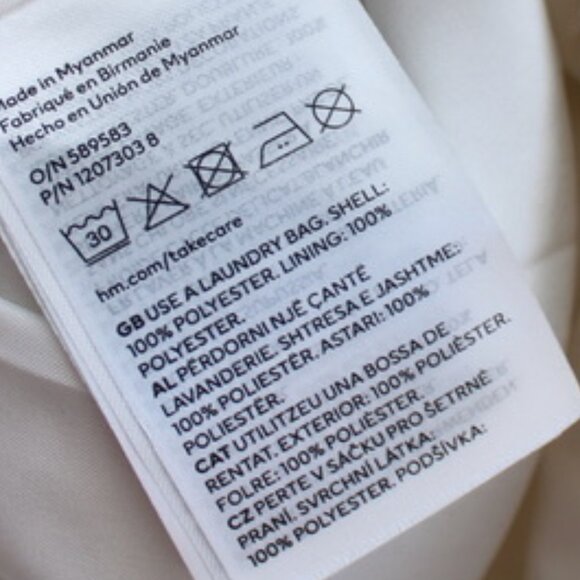 Made in Myanmar
Fabriqué en Birmanie
Hecho en Unión de Myanmar
O/N 589583
P/N 1207303 8
30
hm.com/takecare
GB USE A LAUNDRY BAG. SHELL:
100% POLYESTER. LINING: 100%
POLYESTER.
AL PËRDORNI NJË ÇANTË
LAVANDERIE. SHTRESA E JASHTME:
100% POLIESTËR. ASTARI: 100%
POLIESTËR.
CAT UTILITZEU UNA BOSSA DE
RENTAT. EXTERIOR: 100% POLIÈSTER.
FOLRE: 100% POLIÈSTER.
CZ PERTE V SÁČKU PRO ŠETRNÉ
PRANÍ. SVRCHNÍ LÁTKA:
100% POLYESTER. PODŠÍVKA: